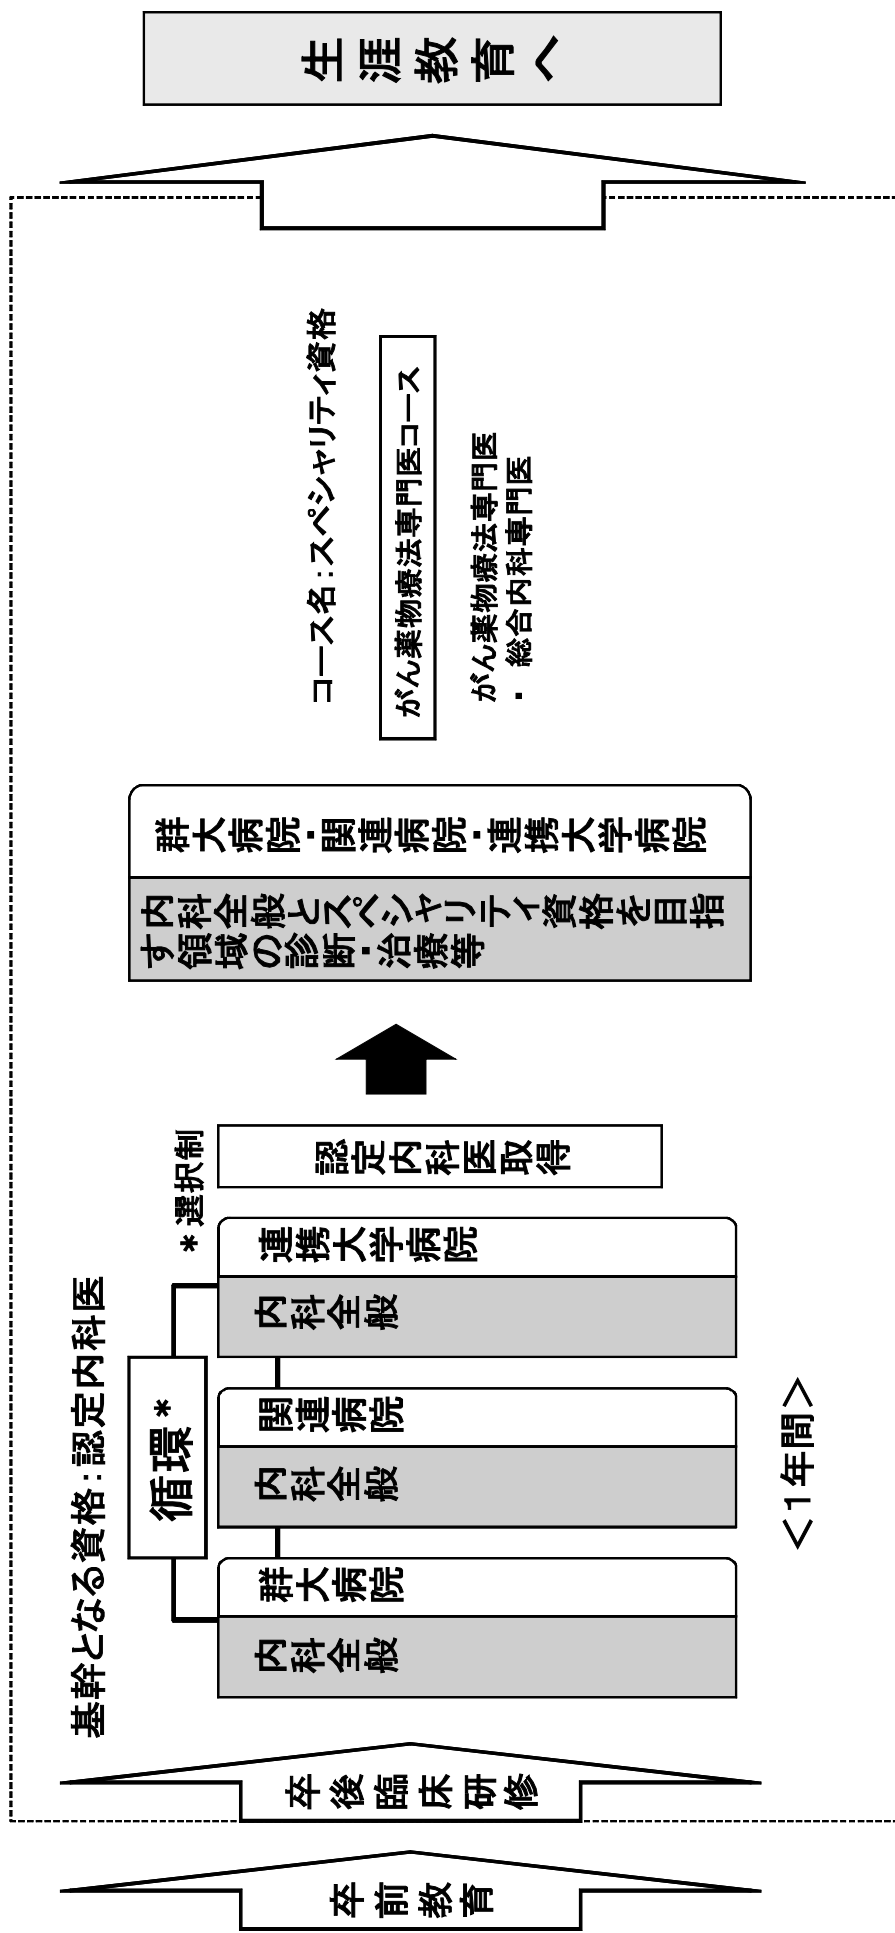 卒前教育
卒後臨床研修
基幹となる資格：認定内科医
循環*
*選択制
内科全般
群大病院
内科全般
関連病院
内科全般
連携大学病院
認定内科医取得
＜１年間＞
内科全般とスペシャリティ資格を目指
す領域の診断・治療等
群大病院・関連病院・連携大学病院
コース名：スペシャリティ資格
がん薬物療法専門医コース
がん薬物療法専門医
・ 総合内科専門医
生涯教育へ